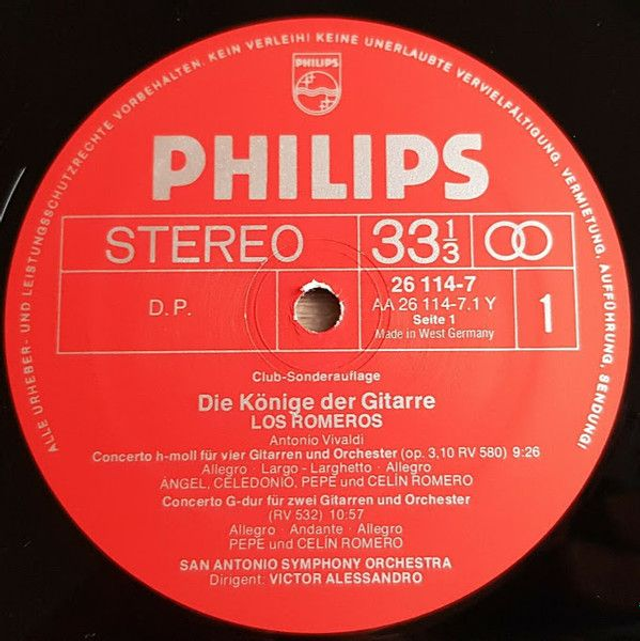 ALLE URHEBER- UND LEISTUNGSSCHUTZRECHTE VORBEHALTEN. KEIN VERLEIH! KEINE UNERLAUBTE VERVIELFÄLTIGUNG, VERMIETUNG, AUFFÜHRUNG, SENDUNG!
PHILIPS
PHILIPS
STEREO
33 1/3
D.P.
26 114-7
AA 26 114-7.1 Y
Seite 1
Made in West Germany
1
Club-Sonderauflage
Die Könige der Gitarre
LOS ROMEROS
Antonio Vivaldi
Concerto h-moll für vier Gitarren und Orchester (op. 3,10 RV 580) 9:26
Allegro · Largo - Larghetto · Allegro
ANGEL, CELEDONIO, PEPE und CELÍN ROMERO
Concerto G-dur für zwei Gitarren und Orchester
(RV 532) 10:57
Allegro · Andante · Allegro
PEPE und CELÍN ROMERO
SAN ANTONIO SYMPHONY ORCHESTRA
Dirigent: VICTOR ALESSANDRO